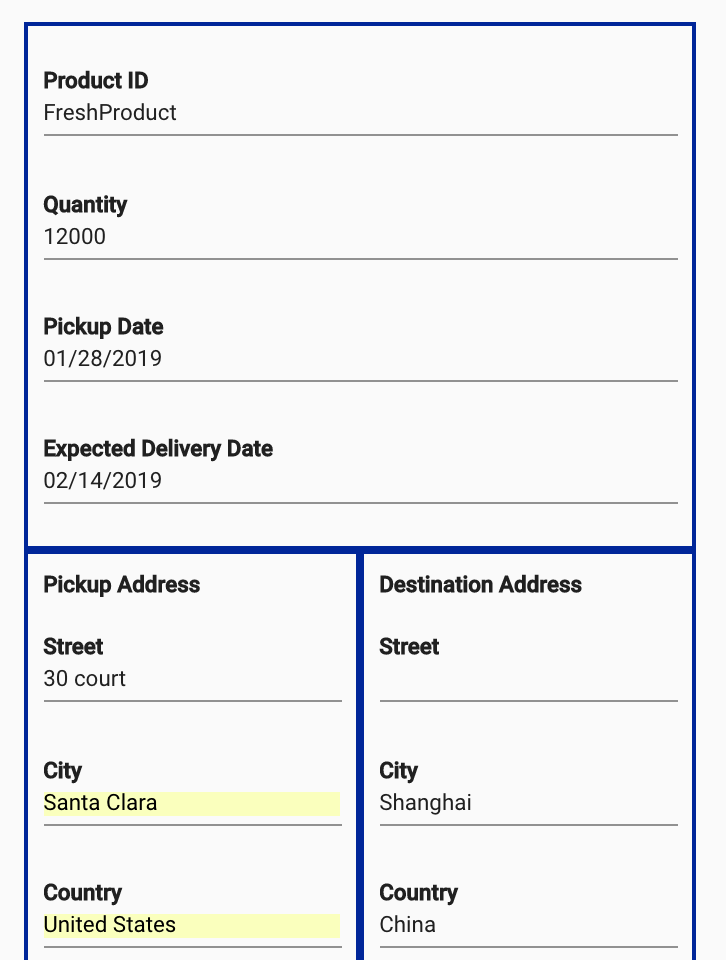 Product ID
FreshProduct
Quantity
12000
Pickup Date
01/28/2019
Expected Delivery Date
02/14/2019
Pickup Address
Street
30 court
City
Santa Clara
Country
United States
Destination Address
Street
City
Shanghai
Country
China